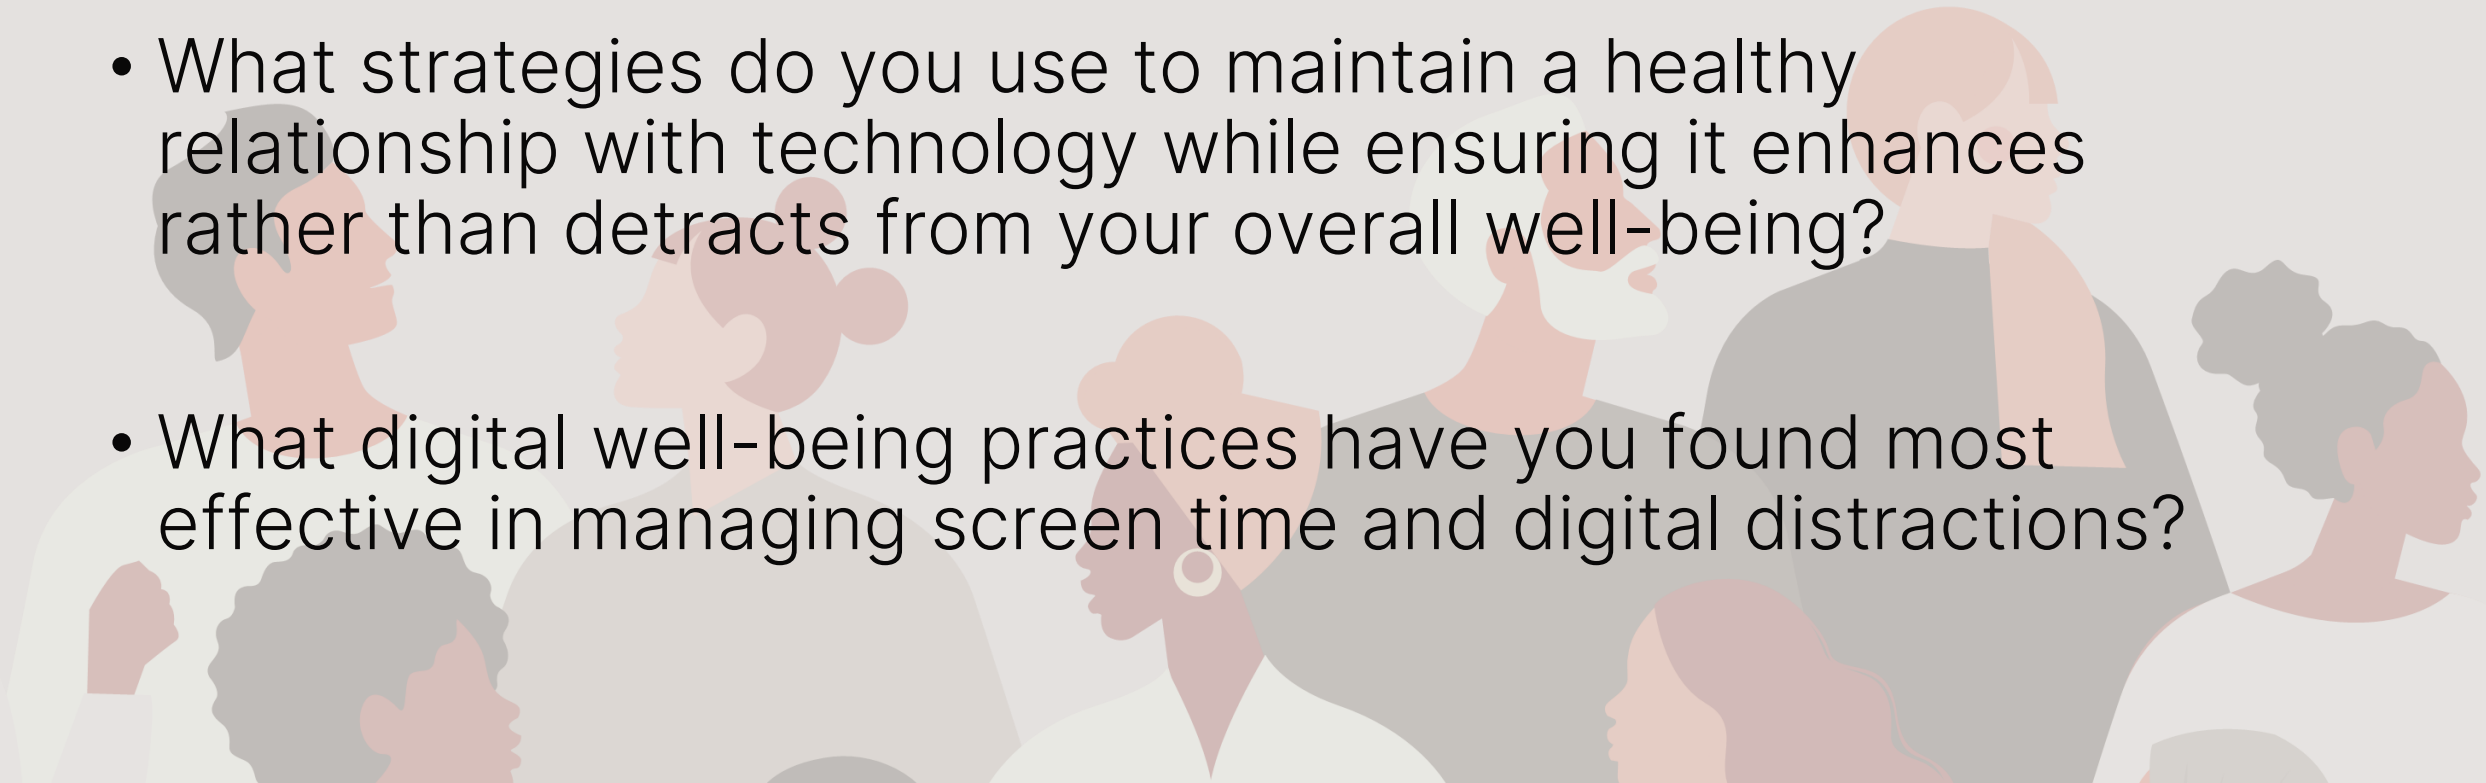 • What strategies do you use to maintain a healthy
relationship with technology while ensuring it enhances
rather than detracts from your overall well-being?
• What digital well-being practices have you found most
effective in managing screen time and digital distractions?